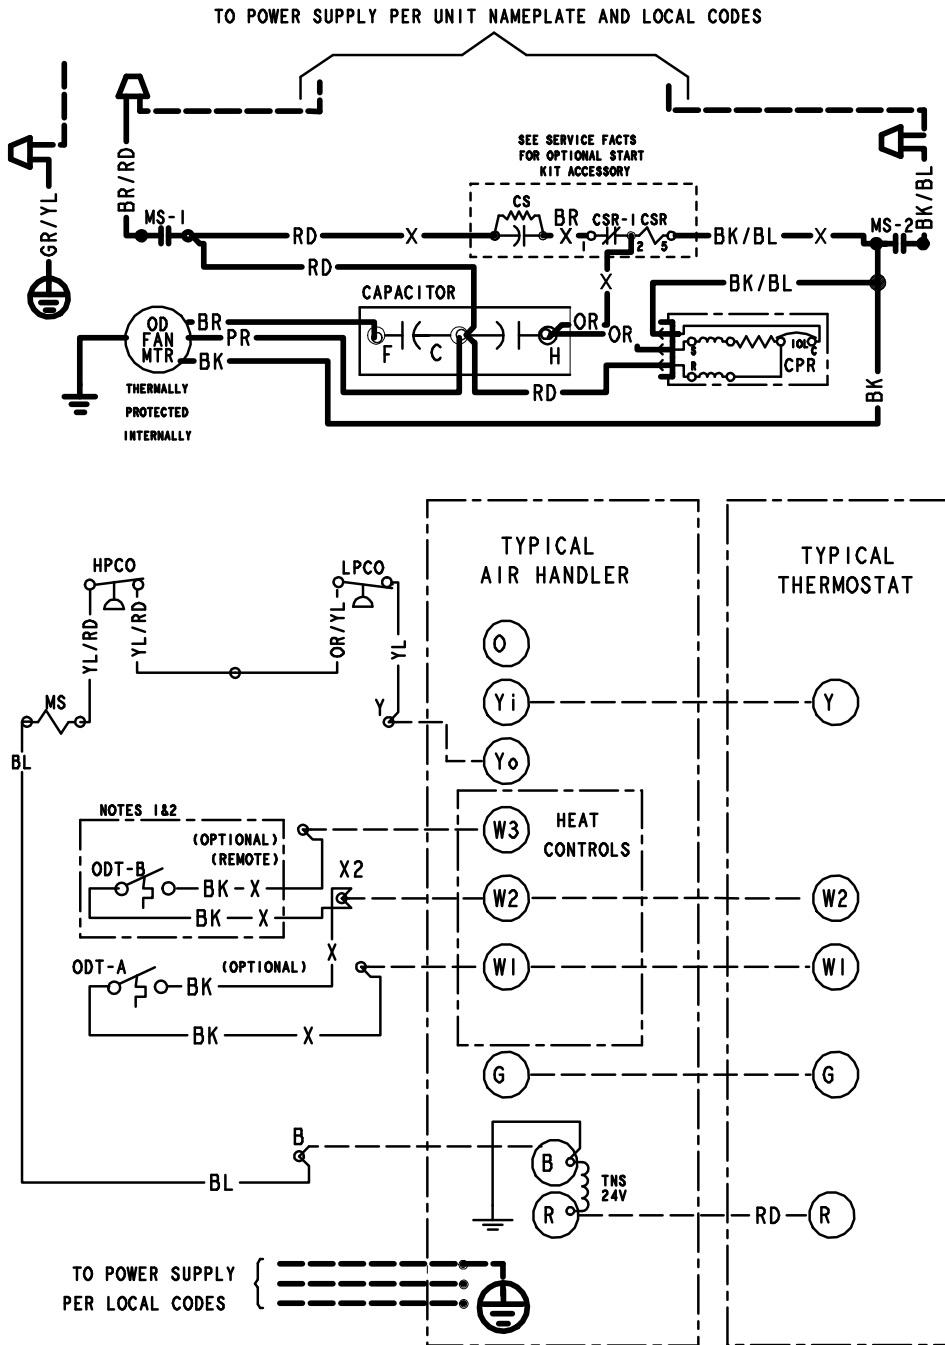 TO POWER SUPPLY PER UNIT NAMEPLATE AND LOCAL CODES
SEE SERVICE FACTS
FOR OPTIONAL START
KIT ACCESSORY
BR/RD
GR/YL
BK/BL
CS
BR
CSR-1 CSR
MS-1
MS-2
RD
X
X
1
2
5
BK/BL
X
RD
X
BK/BL
CAPACITOR
OD
FAN
MTR
BR
PR
BK
F
C
H
OR
OR
S
R
IOL
C
CPR
RD
BK
THERMALLY
PROTECTED
INTERNALLY
TYPICAL
AIR HANDLER
TYPICAL
THERMOSTAT
HPCO
LPCO
YL/RD
YL/RD
OR/YL
YL
O
MS
Y
Yi
Y
BL
Yo
NOTES 1&2
(OPTIONAL)
(REMOTE)
W3
HEAT
CONTROLS
ODT-B
BK-X
X2
BK
X
W2
W2
X
ODT-A
(OPTIONAL)
BK
W1
W1
BK
X
G
G
B
B
TNS
24V
BL
R
RD
R
TO POWER SUPPLY
PER LOCAL CODES